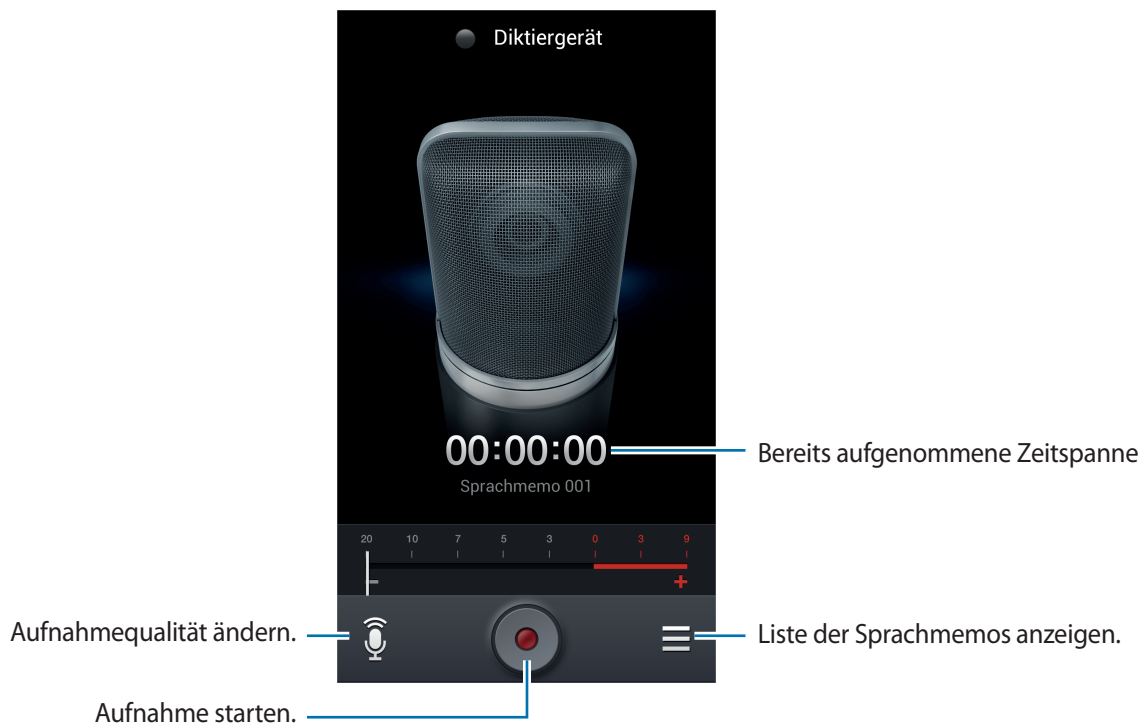 Diktiergerät
00:00:00
Bereits aufgenommene Zeitspanne
Sprachmemo 001
20 10 7 5 3 0 3 9
- +
Aufnahmequalität ändern.
Liste der Sprachmemos anzeigen.
Aufnahme starten.